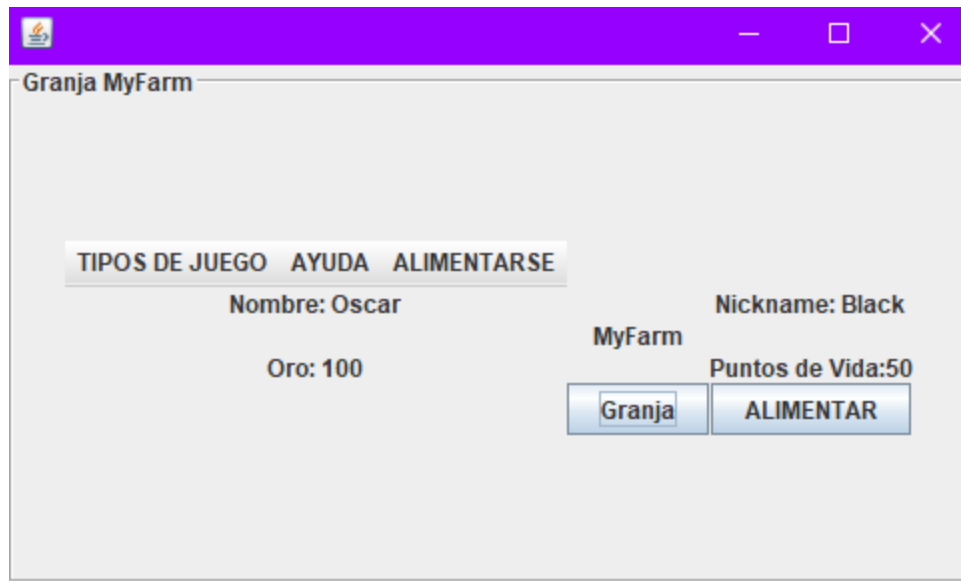 Granja MyFarm
TIPOS DE JUEGO AYUDA ALIMENTARSE
Nombre: Oscar Nickname: Black
MyFarm
Oro: 100 Puntos de Vida:50
Granja ALIMENTAR